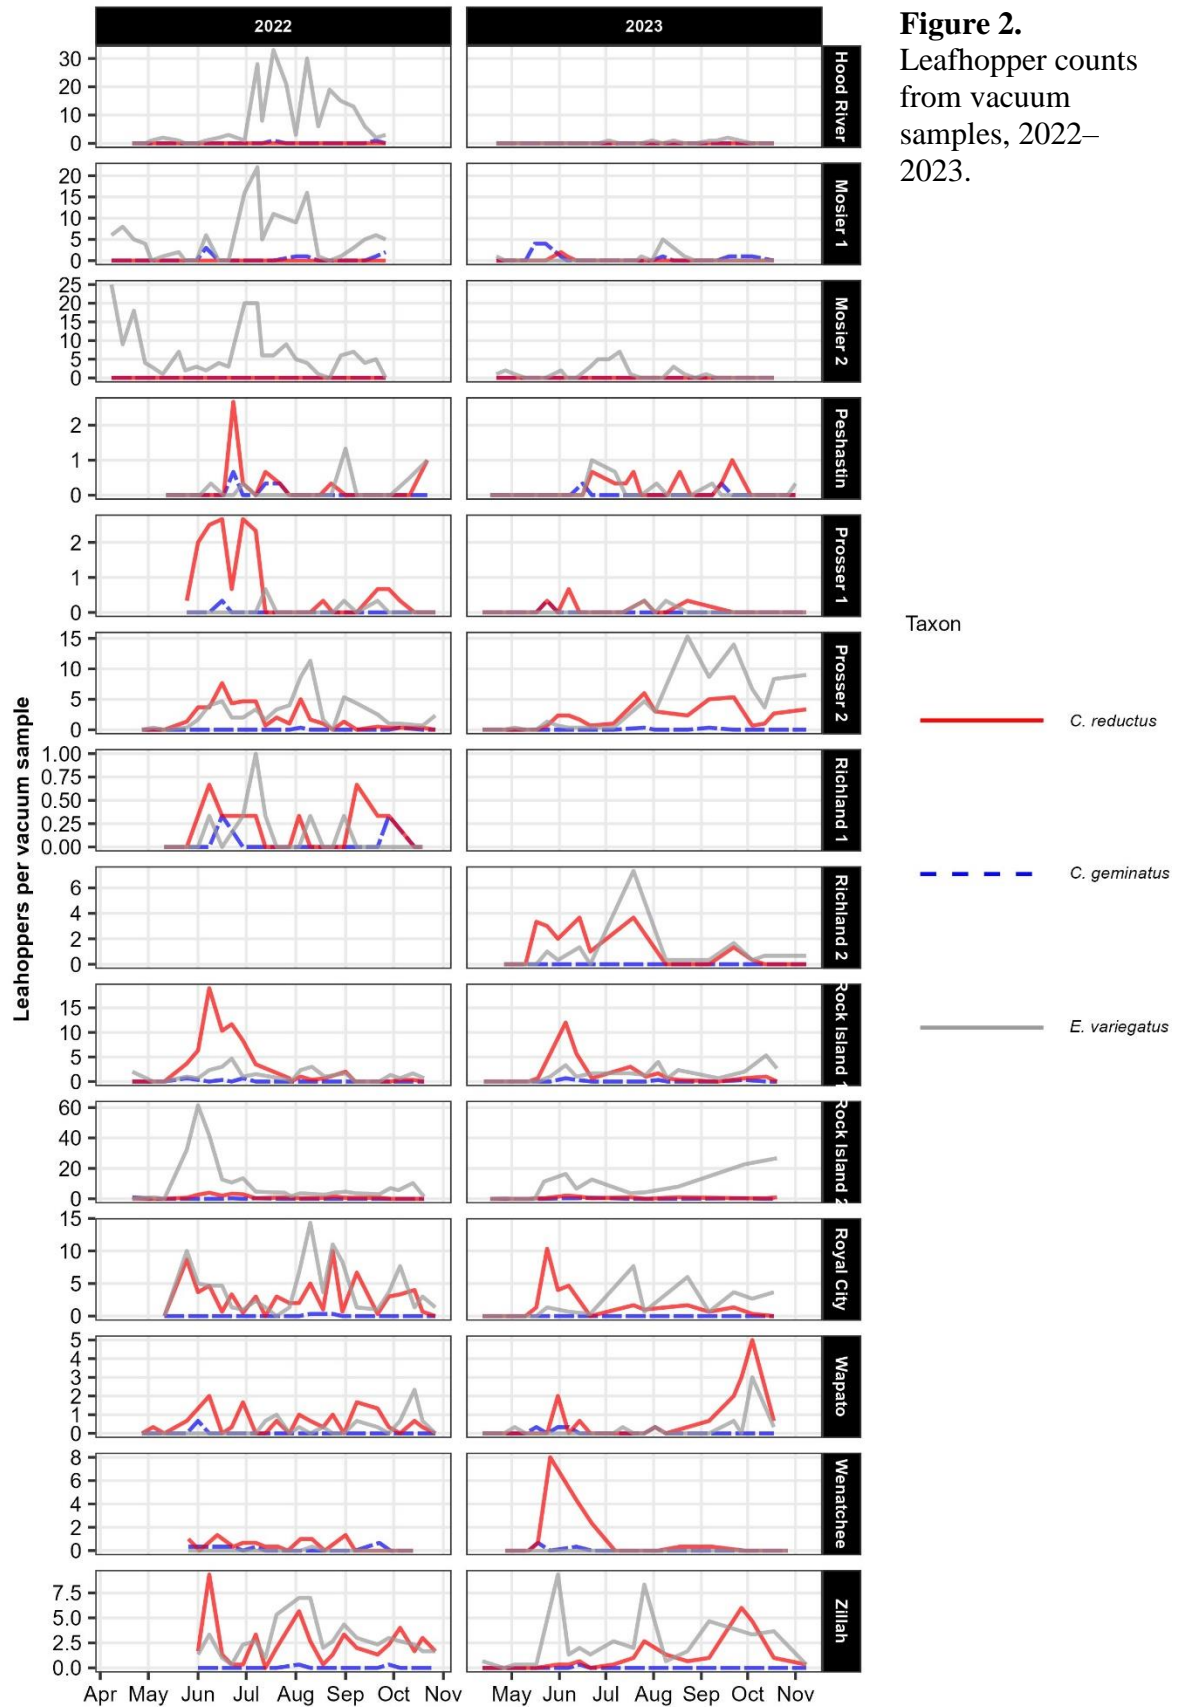 2022
2023
Figure 2.
Leafhopper counts
from vacuum
samples, 2022–
2023.
30
20
10
0
Hood River
20
15
10
5
0
Mosier 1
25
20
15
10
5
0
Mosier 2
2
1
0
Peshastin
2
1
0
Prosser 1
15
10
5
0
Prosser 2
1.00
0.75
0.50
0.25
0.00
Richland 1
6
4
2
0
Richland 2
15
10
5
0
Rock Island 1
60
40
20
0
Rock Island 2
15
10
5
0
Royal City
5
4
3
2
1
0
Wapato
8
6
4
2
0
Wenatchee
7.5
5.0
2.5
0.0
Zillah
Apr May Jun Jul Aug Sep Oct Nov
May Jun Jul Aug Sep Oct Nov
Leahoppers per vacuum sample
Taxon
C. reductus
C. geminatus
E. variegatus